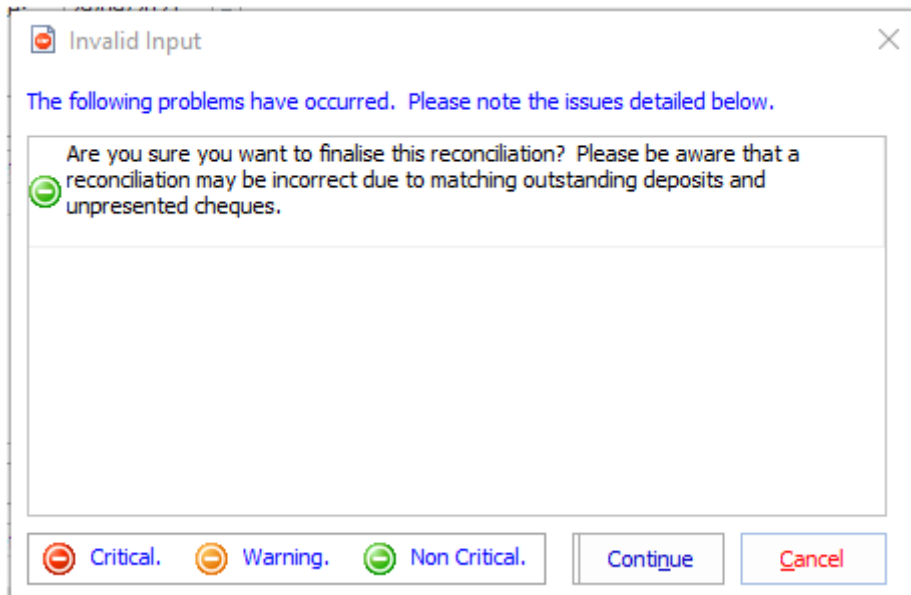 Invalid Input
The following problems have occurred. Please note the issues detailed below.
Are you sure you want to finalise this reconciliation? Please be aware that a
reconciliation may be incorrect due to matching outstanding deposits and
unpresented cheques.
Critical. Warning. Non Critical. Continue Cancel